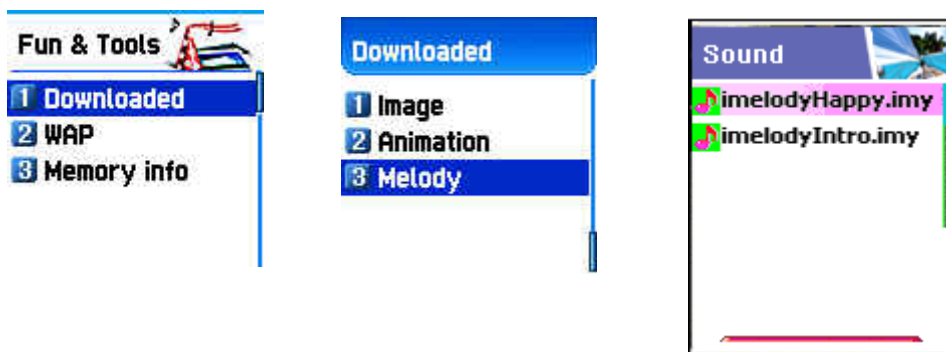 Fun & Tools
1 Downloaded
2 WAP
3 Memory info
Downloaded
1 Image
2 Animation
3 Melody
Sound
imelodyHappy.imy
imelodyIntro.imy